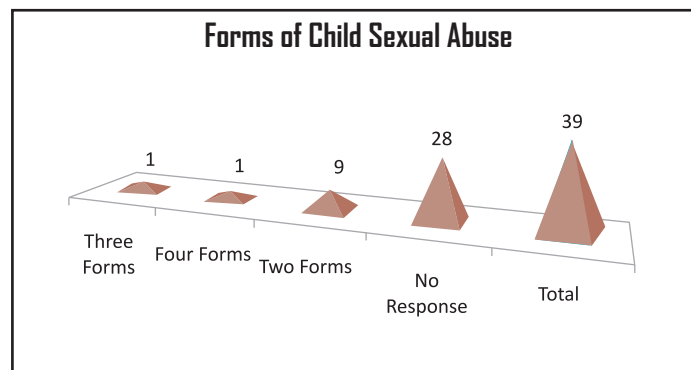 Forms of Child Sexual Abuse
1
1
9
28
39
Three
Forms
Four Forms
Two Forms
No
Response
Total